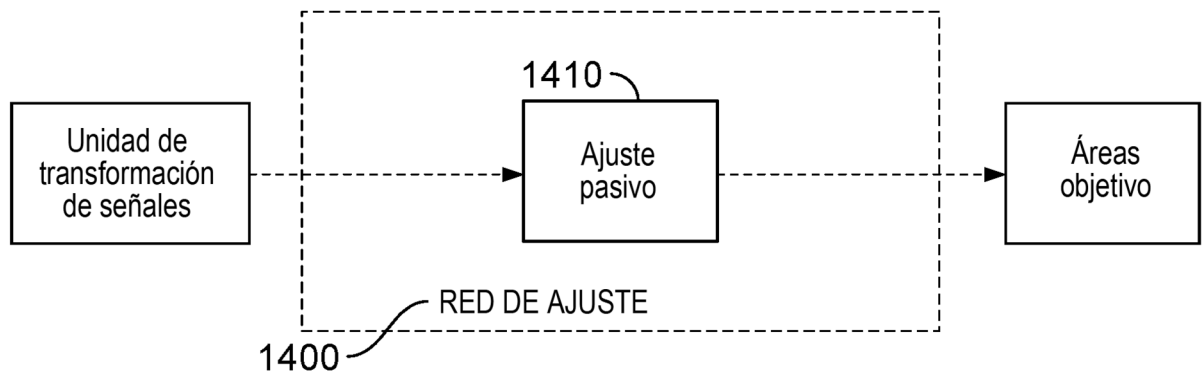 1410
Unidad de
transformación
de señales
Ajuste
pasivo
Áreas
objetivo
RED DE AJUSTE
1400